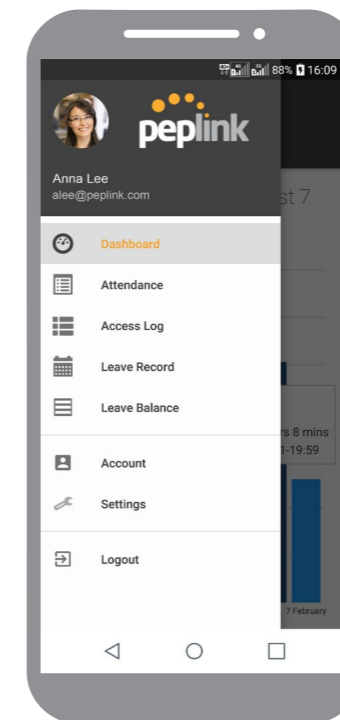 88% 16:09
peplink
Anna Lee
alee@peplink.com
st 7
Dashboard
Attendance
Access Log
Leave Record
Leave Balance
rs 8 mins
1-19:59
Account
Settings
Logout
7 February